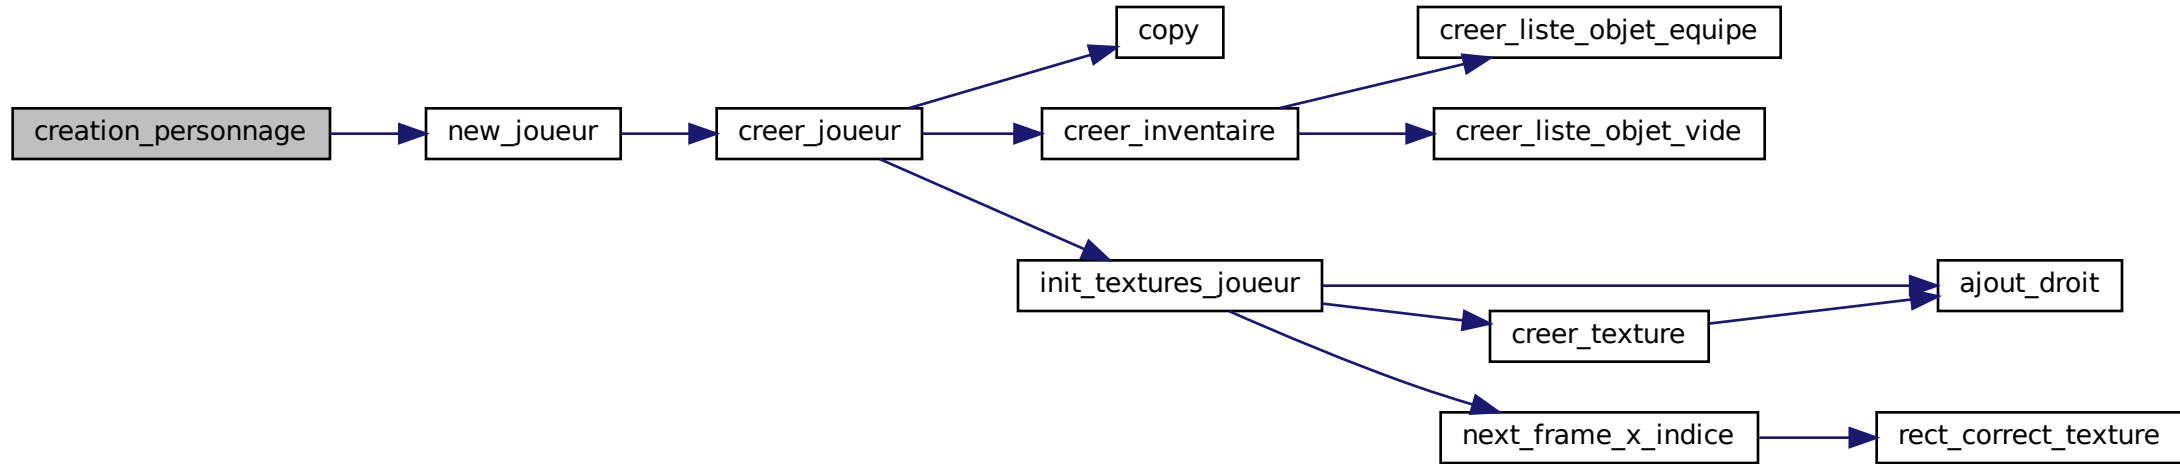 copy
creer_liste_objet_equipe
creation_personnage
new_joueur
creer_joueur
creer_inventaire
creer_liste_objet_vide
init_textures_joueur
ajout_droit
creer_texture
next_frame_x_indice
rect_correct_texture